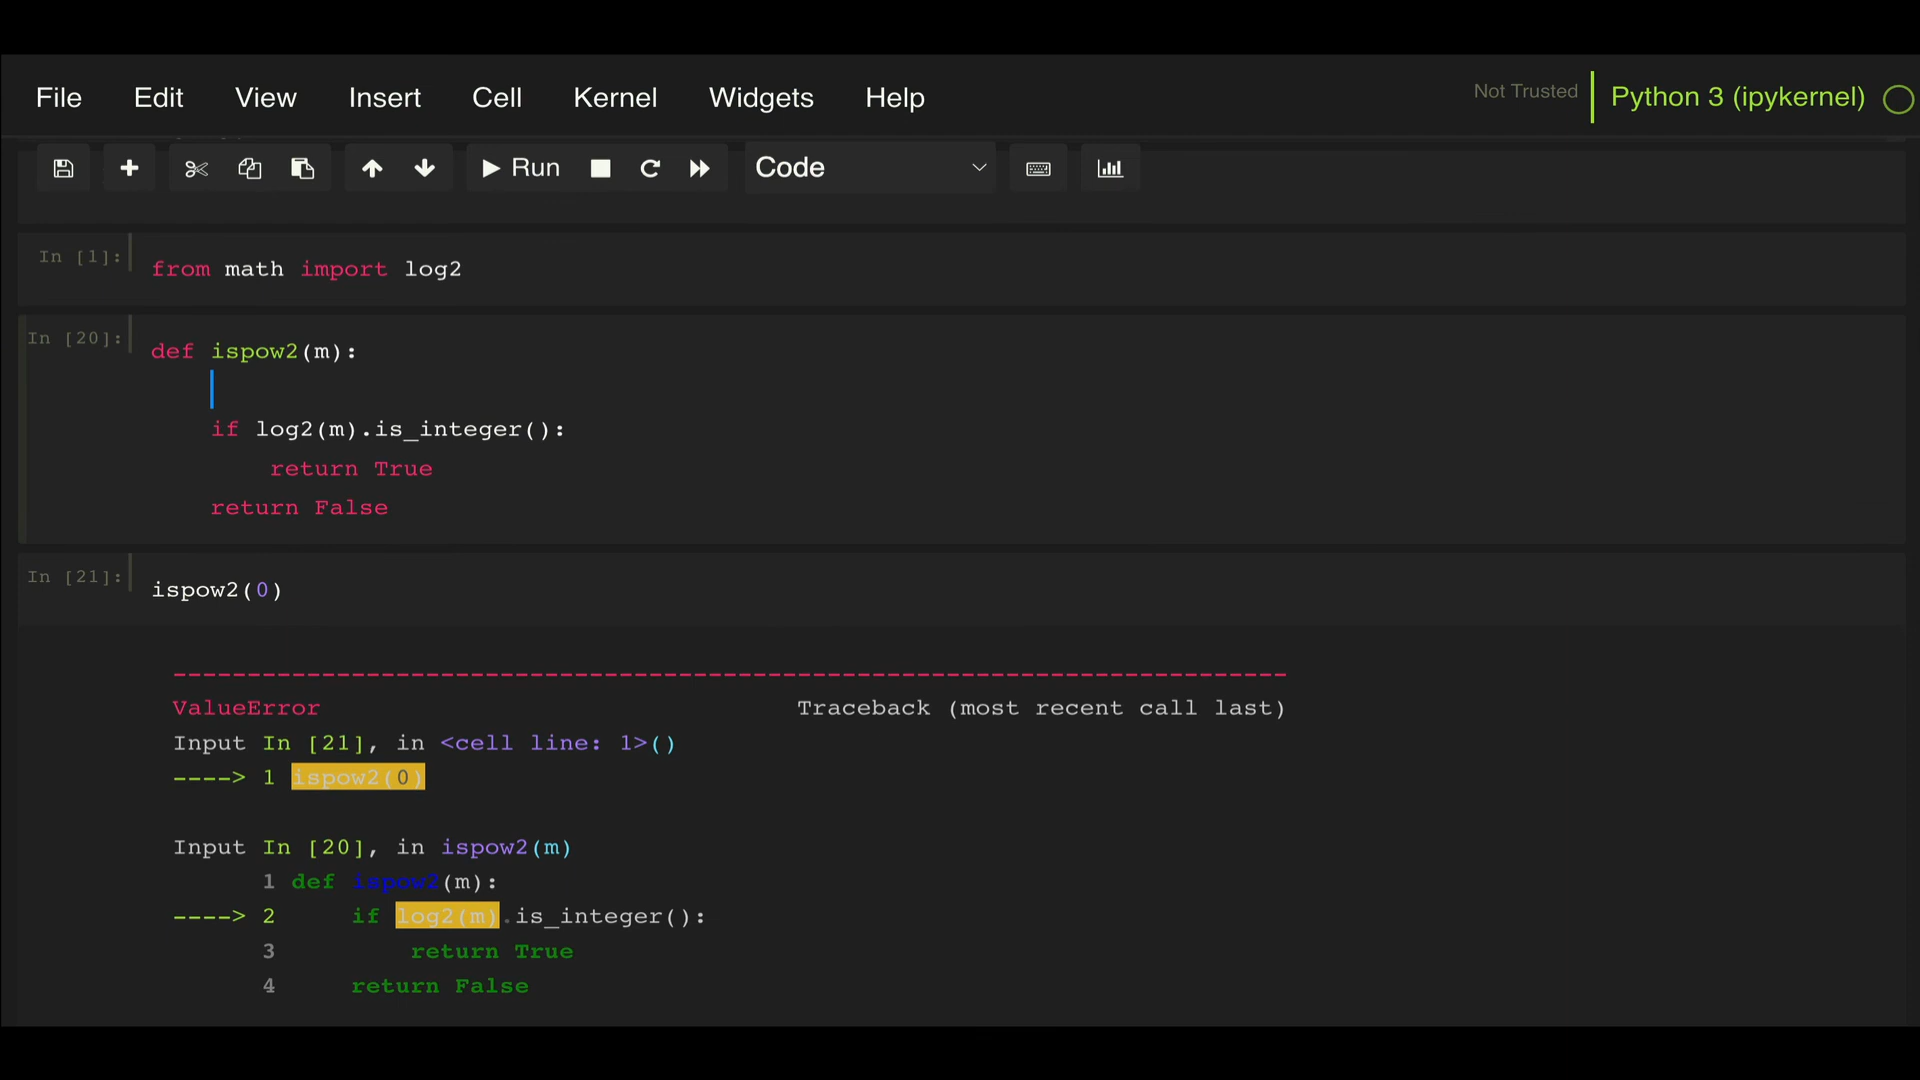 File Edit View Insert Cell Kernel Widgets Help Not Trusted Python 3 (ipykernel)
Run Code
In [1]: from math import log2
In [20]: def ispow2(m):
if log2(m).is_integer():
return True
return False
In [21]: ispow2(0)
---------------------------------------------------------------------------
ValueError Traceback (most recent call last)
Input In [21], in <cell line: 1>()
----> 1 ispow2(0)
Input In [20], in ispow2(m)
1 def ispow2(m):
----> 2 if log2(m).is_integer():
3 return True
4 return False